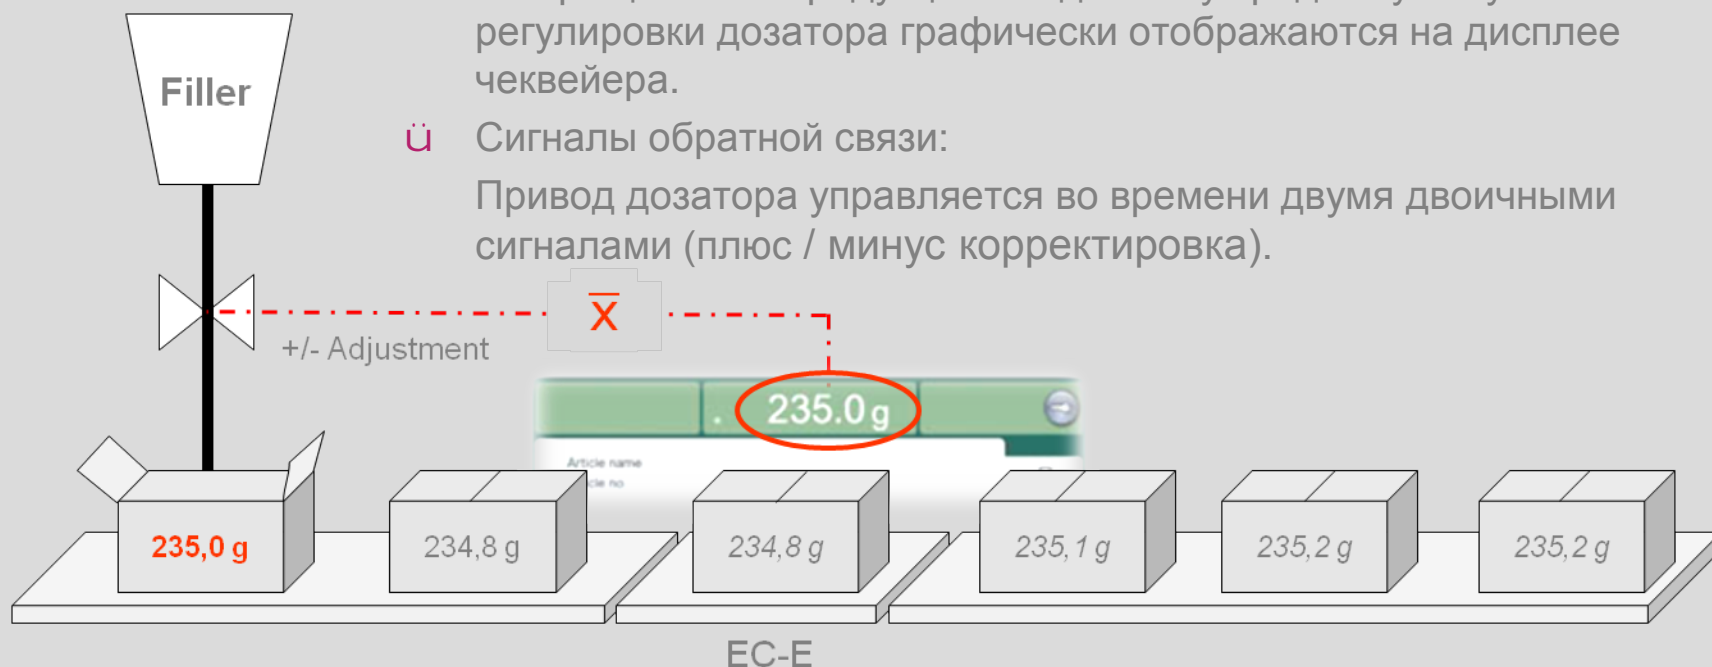 регулировки дозатора графически отображаются на дисплее
чеквейера.
ü Сигналы обратной связи:
Привод дозатора управляется во времени двумя двоичными
сигналами (плюс / минус корректировка).
Filler
x̅
+/- Adjustment
. 235.0 g
Article name
cle no
235,0 g
234,8 g
234,8 g
235,1 g
235,2 g
235,2 g
EC-E